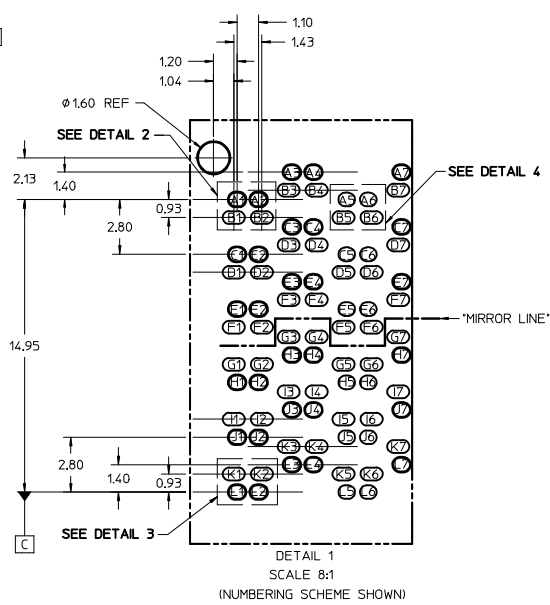 1.10
1.43
1.20
1.04
Ø1.60 REF
SEE DETAIL 2
SEE DETAIL 4
2.13
1.40
0.93
2.80
A3 A4 A7
B3 B4 B7
A1 A2 A5 A6
B1 B2 B5 B6
C3 C4 C7
D3 D4 D7
C1 C2 C5 C6
D1 D2 D5 D6
E3 E4 E7
F3 F4 F7
E1 E2 E5 E6
F1 F2 F5 F6
"MIRROR LINE"
G3 G4 G7
H3 H4 H7
14.95
G1 G2 G5 G6
H1 H2 H5 H6
I3 I4 I7
J3 J4 J7
I1 I2 I5 I6
J1 J2 J5 J6
K3 K4 K7
L3 L4 L7
2.80
1.40
0.93
K1 K2 K5 K6
L1 L2 L5 L6
SEE DETAIL 3
C
DETAIL 1
SCALE 8:1
(NUMBERING SCHEME SHOWN)